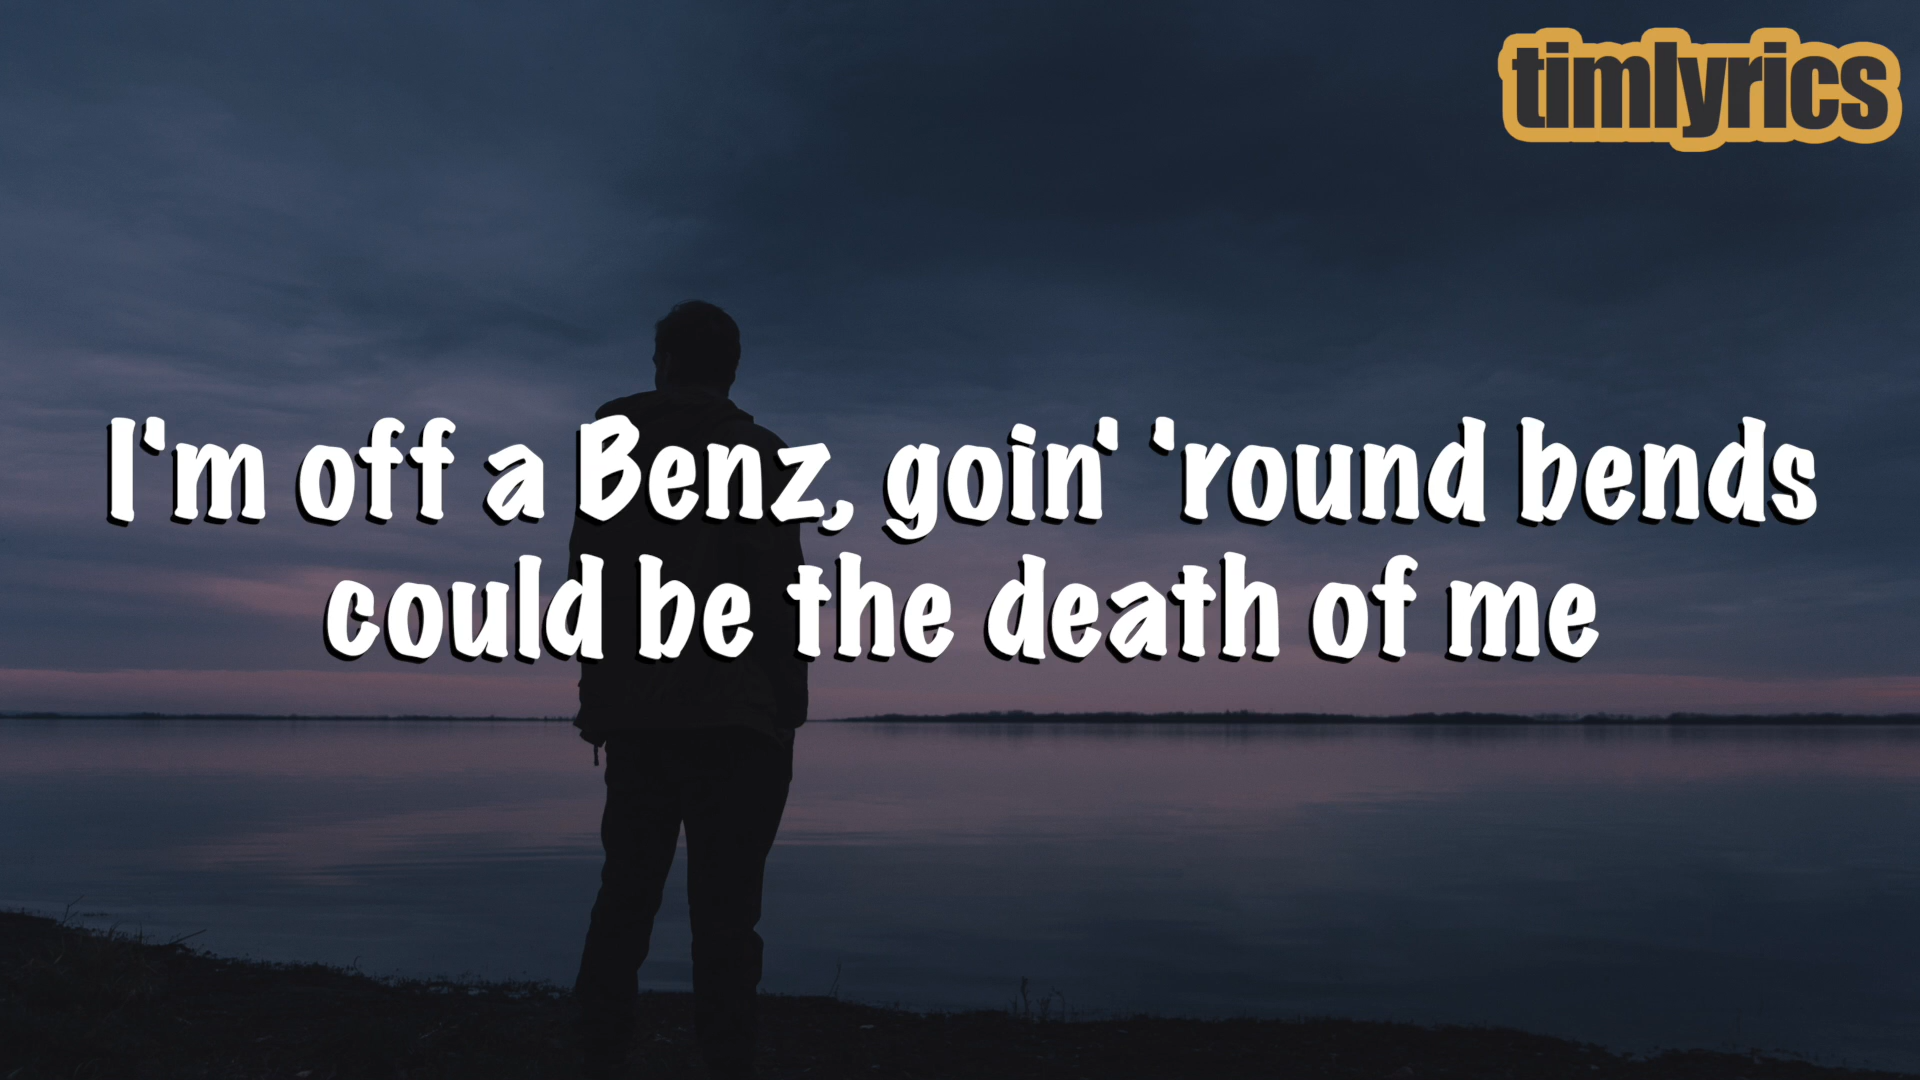 timlyrics
I'm off a Benz, goin' 'round bends
could be the death of me